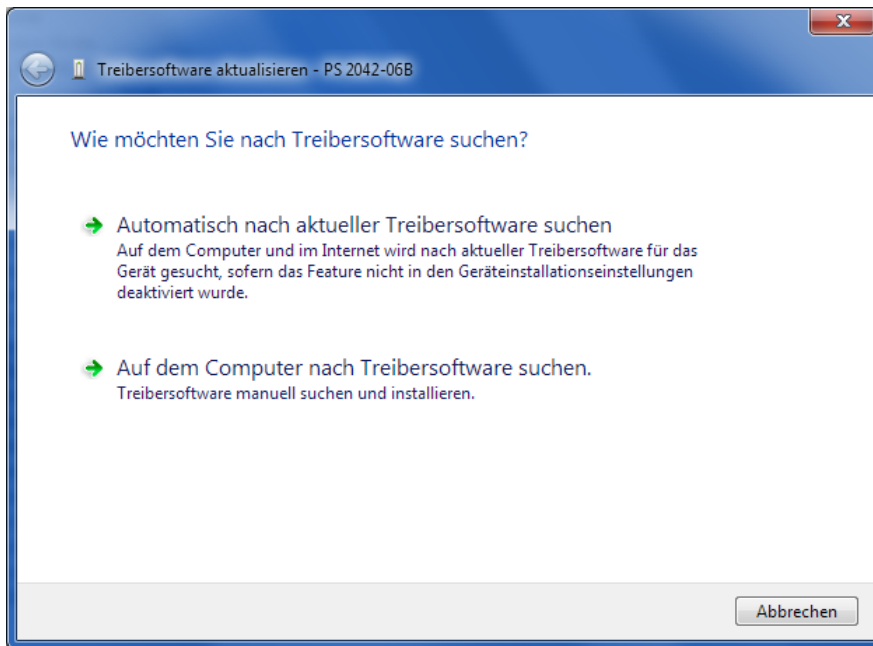 Treibersoftware aktualisieren - PS 2042-06B
Wie möchten Sie nach Treibersoftware suchen?
Automatisch nach aktueller Treibersoftware suchen
Auf dem Computer und im Internet wird nach aktueller Treibersoftware für das
Gerät gesucht, sofern das Feature nicht in den Geräteinstallationseinstellungen
deaktiviert wurde.
Auf dem Computer nach Treibersoftware suchen.
Treibersoftware manuell suchen und installieren.
Abbrechen